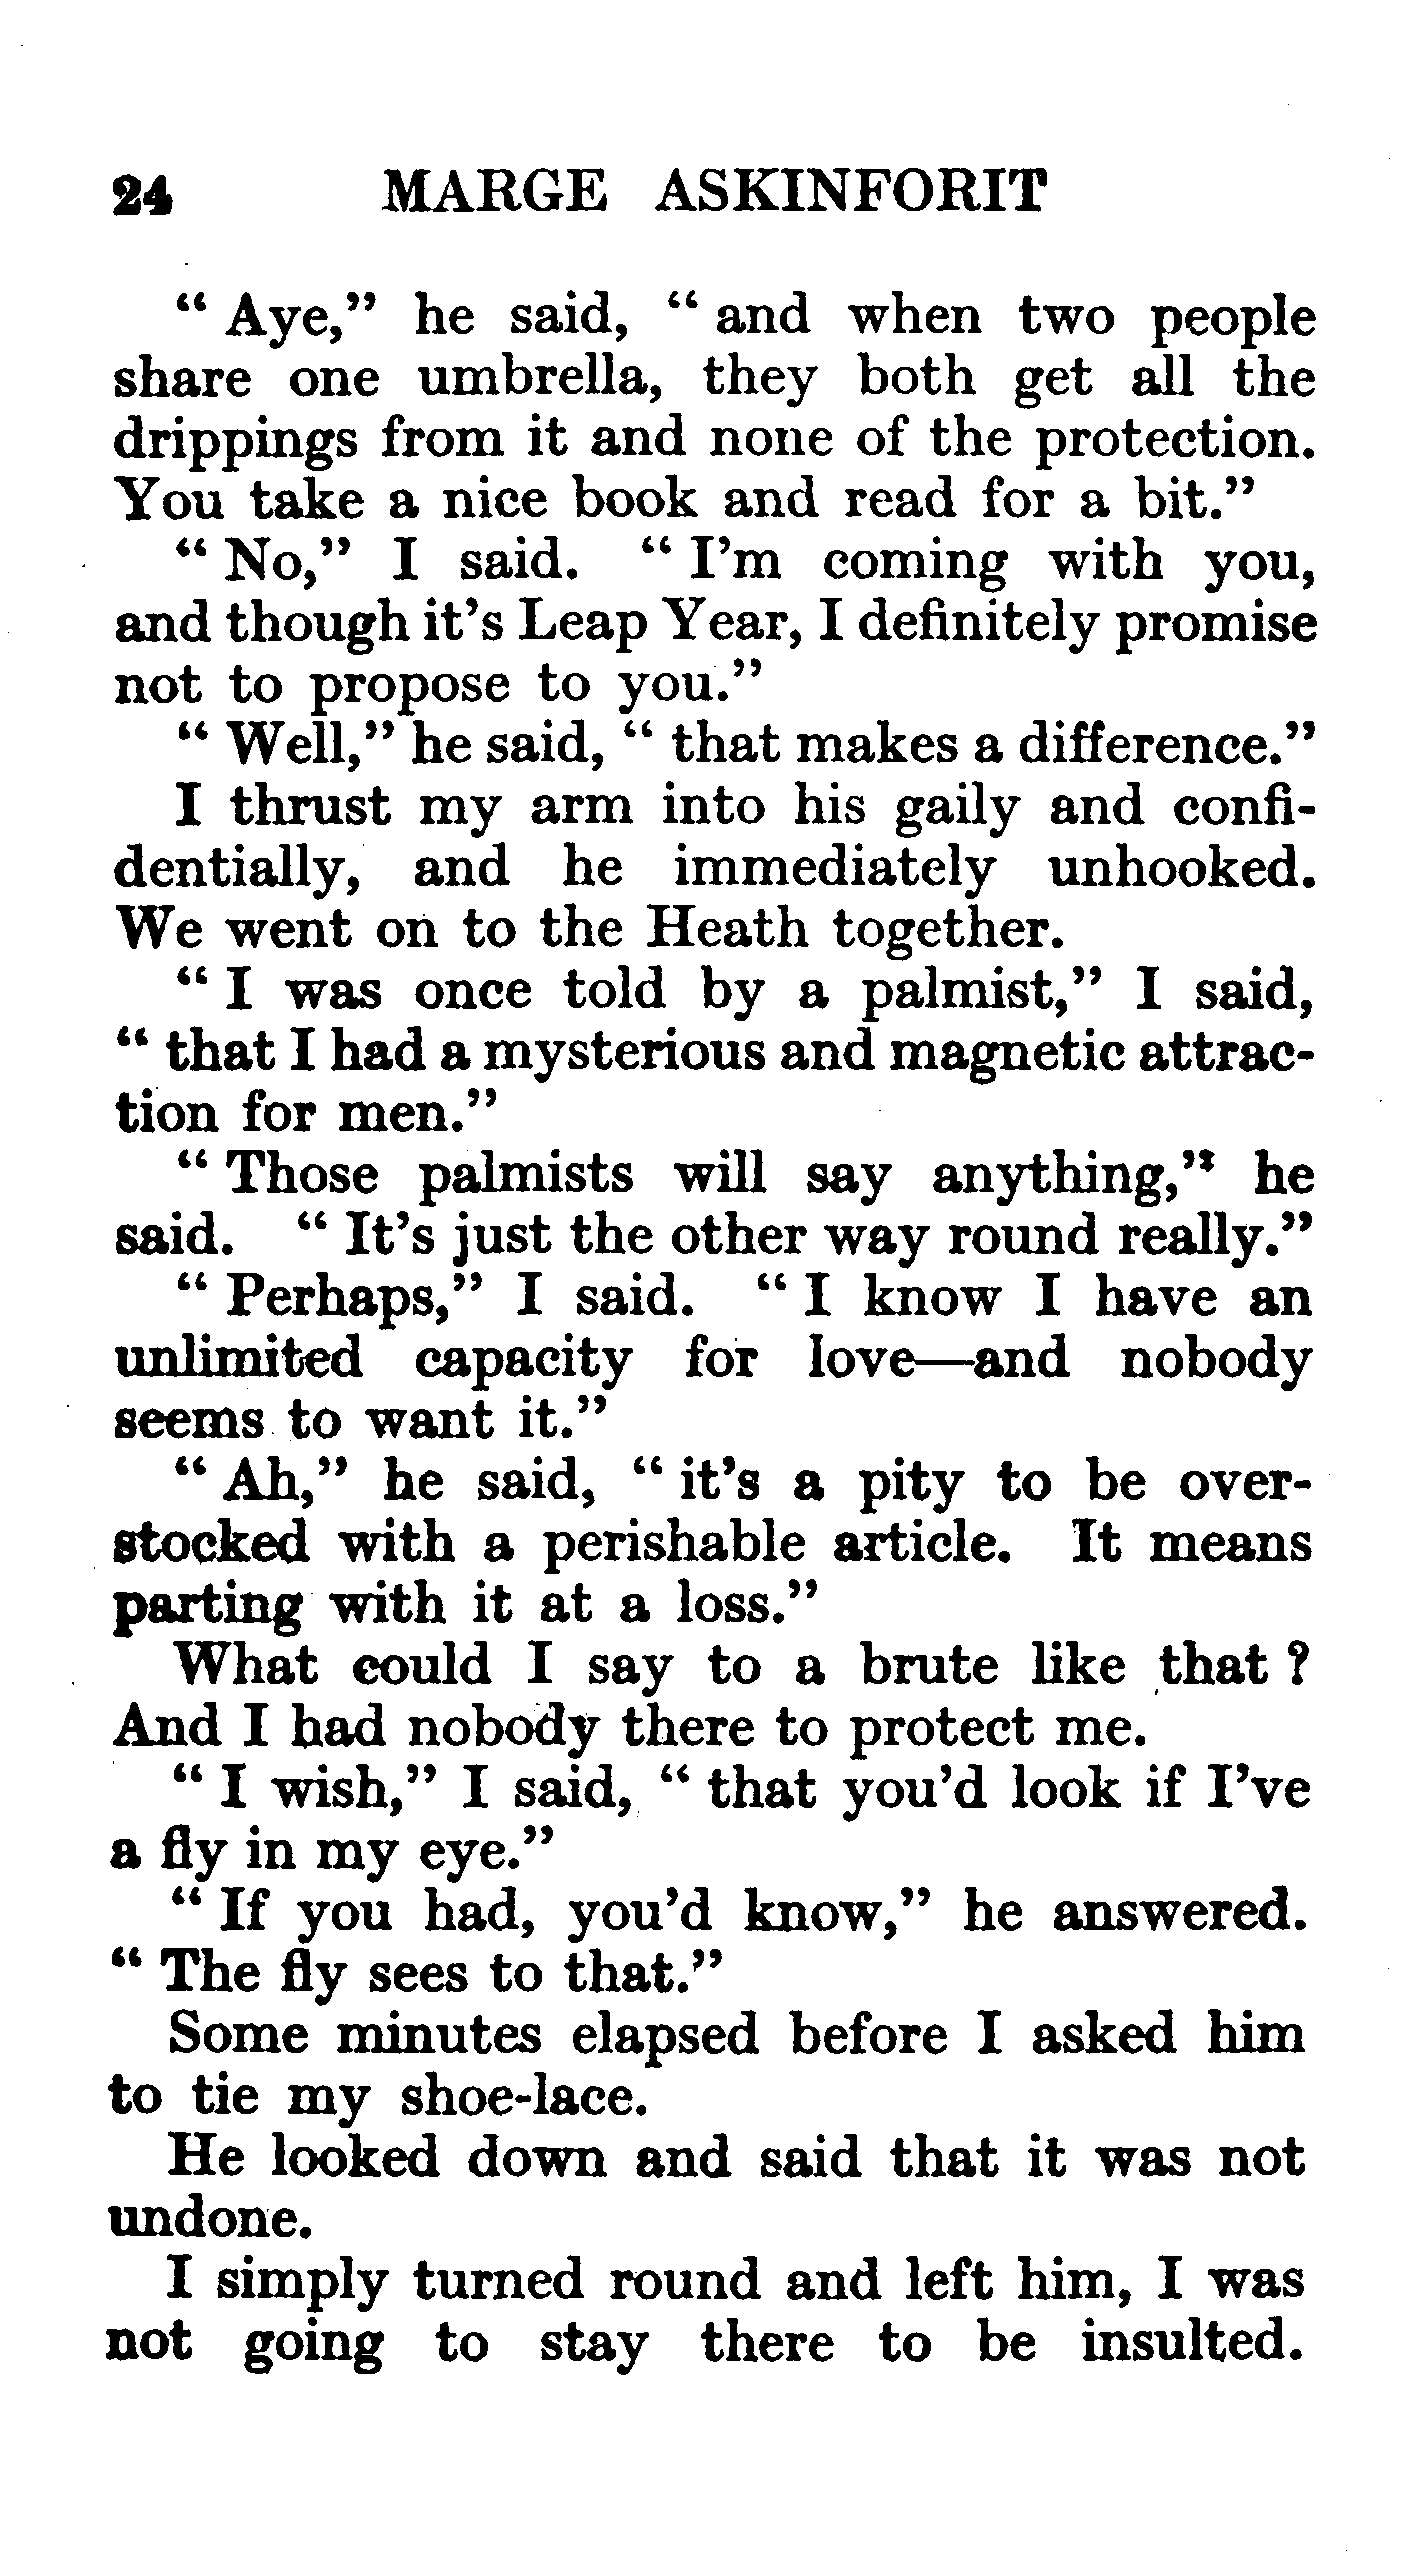 24 MARGE ASKINFORIT
“ Aye,” he said, “ and when two people
share one umbrella, they both get all the
drippings from it and none of the protection.
You take a nice book and read for a bit.”
“ No,” I said. “ I’m coming with you,
and though it’s Leap Year, I definitely promise
not to propose to you.”
“ Well,” he said, “ that makes a difference.”
I thrust my arm into his gaily and confi-
dentially, and he immediately unhooked.
We went on to the Heath together.
“ I was once told by a palmist,” I said,
“ that I had a mysterious and magnetic attrac-
tion for men.”
“ Those palmists will say anything,” he
said. “ It’s just the other way round really.”
“ Perhaps,” I said. “ I know I have an
unlimited capacity for love—and nobody
seems to want it.”
“ Ah,” he said, “ it’s a pity to be over-
stocked with a perishable article. It means
parting with it at a loss.”
What could I say to a brute like that ?
And I had nobody there to protect me.
“ I wish,” I said, “ that you’d look if I’ve
a fly in my eye.”
“ If you had, you’d know,” he answered.
“ The fly sees to that.”
Some minutes elapsed before I asked him
to tie my shoe-lace.
He looked down and said that it was not
undone.
I simply turned round and left him, I was
not going to stay there to be insulted.